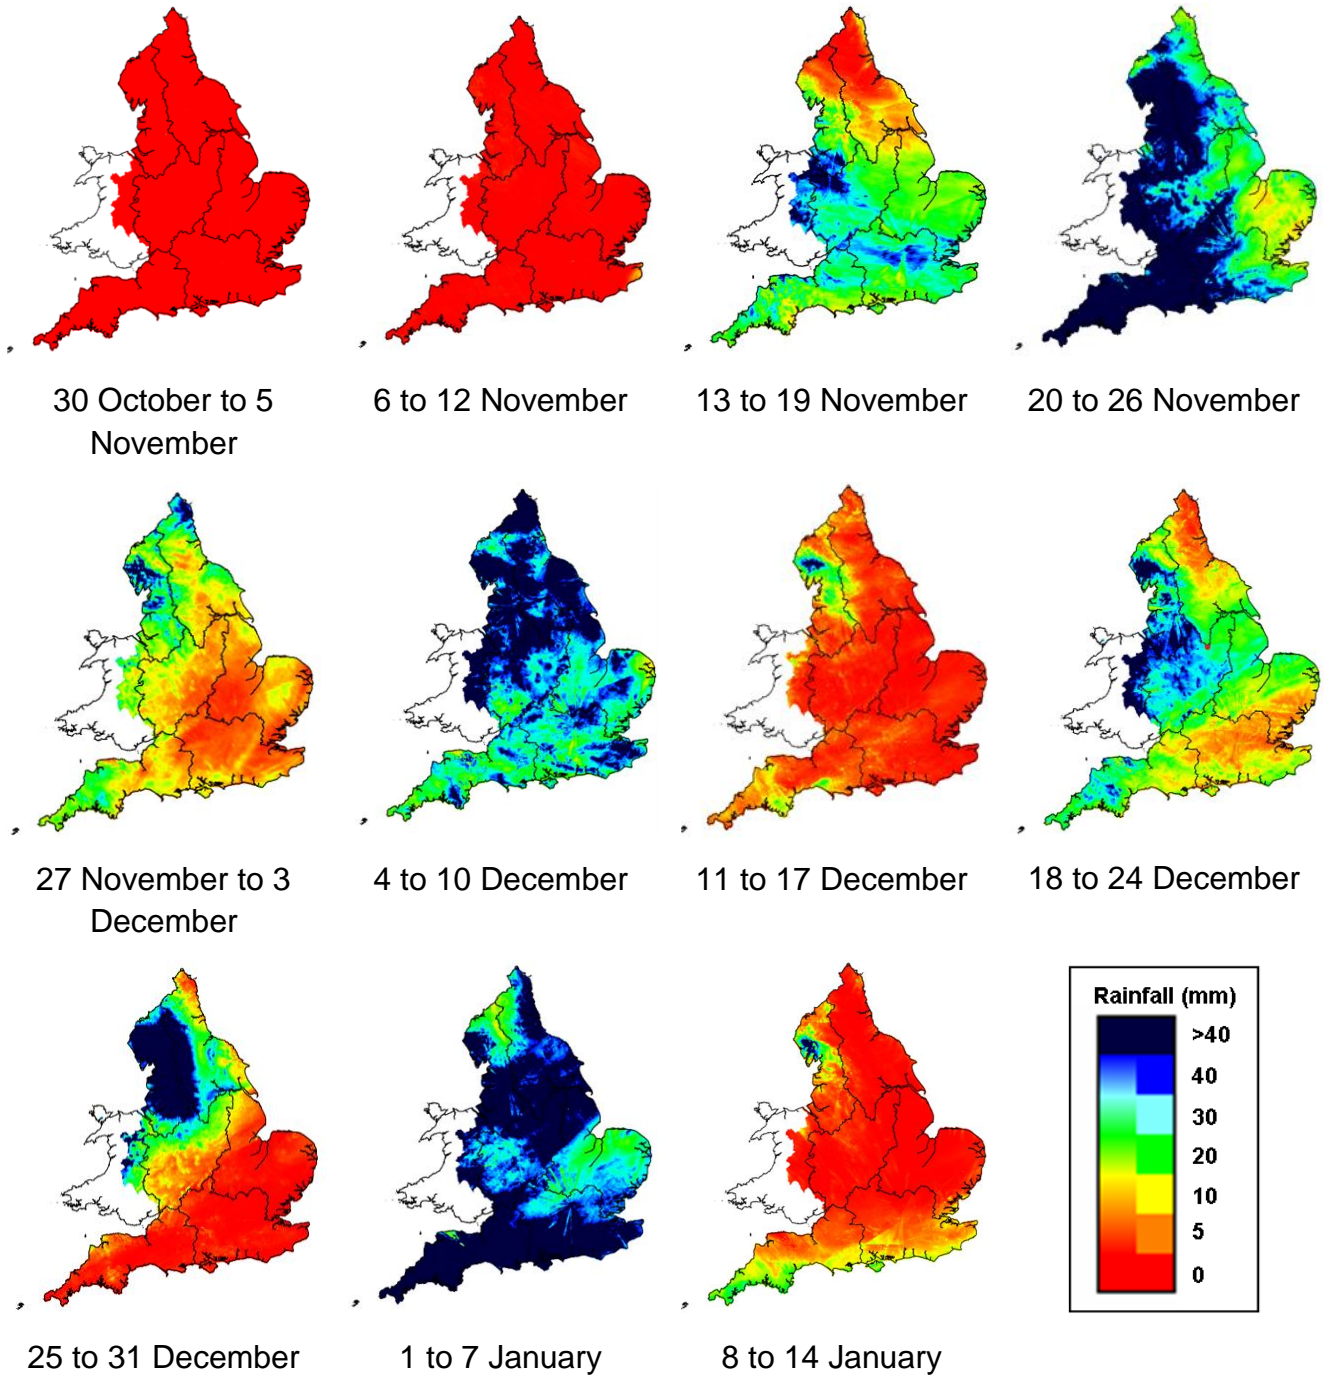 30 October to 5
November
6 to 12 November
13 to 19 November
20 to 26 November
27 November to 3
December
4 to 10 December
11 to 17 December
18 to 24 December
25 to 31 December
1 to 7 January
8 to 14 January
Rainfall (mm)
>40
40
30
20
10
5
0